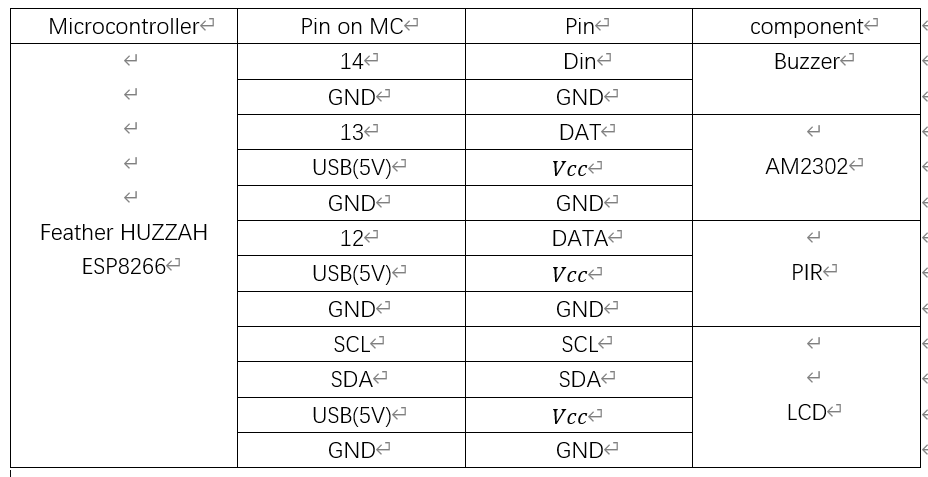 Microcontroller Pin on MC Pin component
14 Din Buzzer
GND GND
13 DAT
USB(5V) Vcc AM2302
GND GND
Feather HUZZAH 12 DATA
ESP8266 USB(5V) Vcc PIR
GND GND
SCL SCL
SDA SDA
USB(5V) Vcc LCD
GND GND